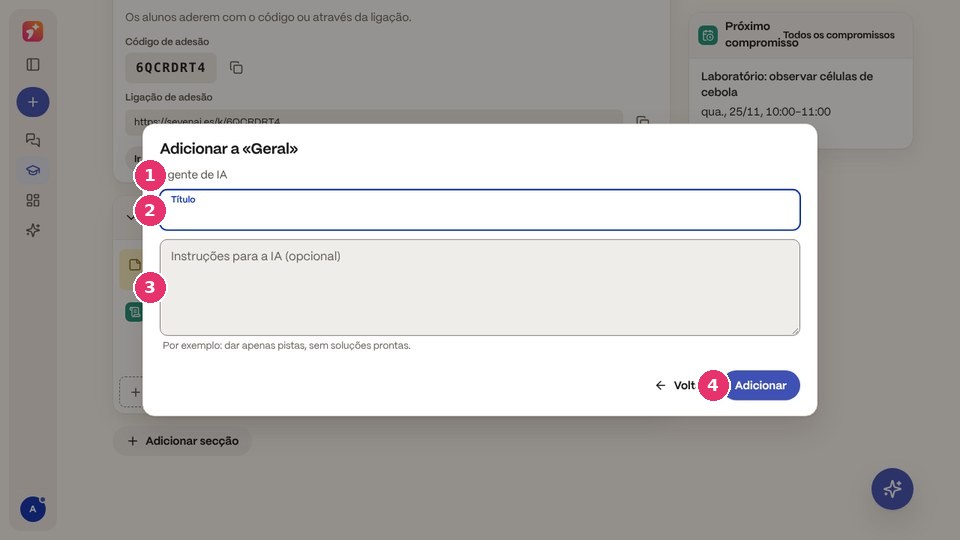 Os alunos aderem com o código ou através da ligação.
Código de adesão
6QCRDRT4
Ligação de adesão
https://sevenai.es/k/6QCRDRT4
Próximo compromisso
Todos os compromissos
Laboratório: observar células de cebola
qua., 25/11, 10:00–11:00
Adicionar a «Geral»
1
gente de IA
2
Título
3
Instruções para a IA (opcional)
Por exemplo: dar apenas pistas, sem soluções prontas.
Volt
4
Adicionar
Adicionar secção
A